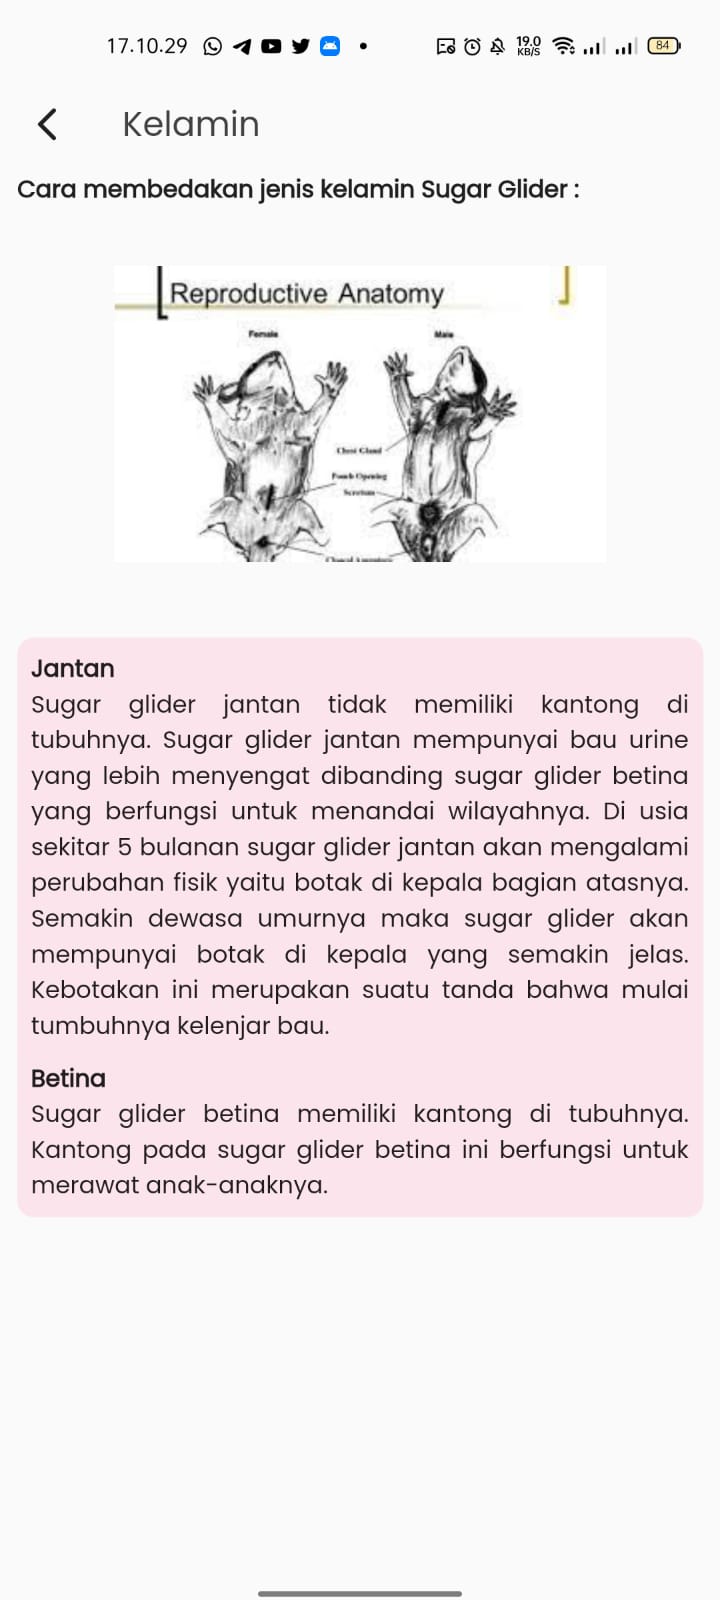 17.10.29
19.0
KB/S
84
Kelamin
Cara membedakan jenis kelamin Sugar Glider :
Reproductive Anatomy
Female
Male
Chest Gland
Pouch Opening
Scrotum
Jantan
Sugar glider jantan tidak memiliki kantong di
tubuhnya. Sugar glider jantan mempunyai bau urine
yang lebih menyengat dibanding sugar glider betina
yang berfungsi untuk menandai wilayahnya. Di usia
sekitar 5 bulanan sugar glider jantan akan mengalami
perubahan fisik yaitu botak di kepala bagian atasnya.
Semakin dewasa umurnya maka sugar glider akan
mempunyai botak di kepala yang semakin jelas.
Kebotakan ini merupakan suatu tanda bahwa mulai
tumbuhnya kelenjar bau.
Betina
Sugar glider betina memiliki kantong di tubuhnya.
Kantong pada sugar glider betina ini berfungsi untuk
merawat anak-anaknya.